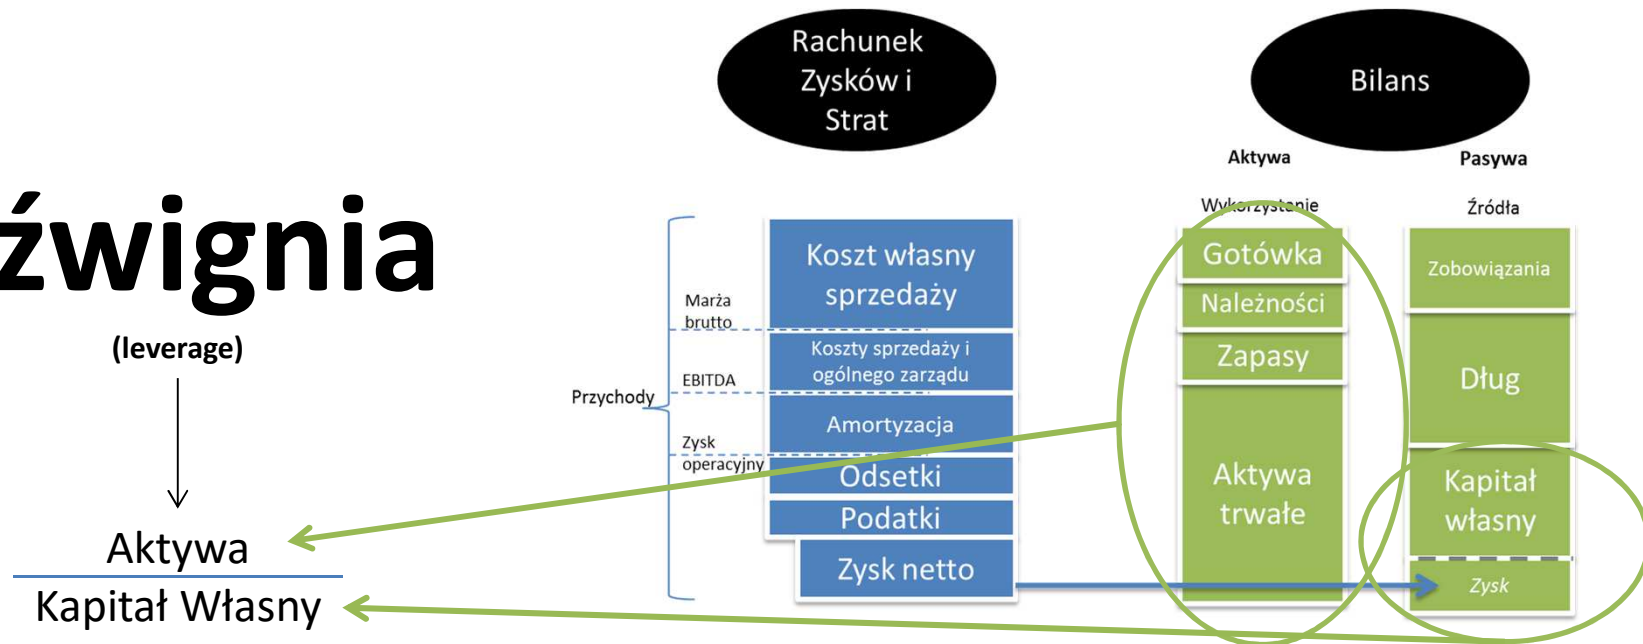 Rachunek
Zysków i
Strat
Bilans
Aktywa
Pasywa
Wykorzystanie
Źródła
źwignia
(leverage)
Aktywa
Kapitał Własny
Przychody
Marża
brutto
EBITDA
Zysk
operacyjny
Koszt własny
sprzedaży
Koszty sprzedaży i
ogólnego zarządu
Amortyzacja
Odsetki
Podatki
Zysk netto
Gotówka
Należności
Zapasy
Aktywa
trwałe
Zobowiązania
Dług
Kapitał
własny
Zysk